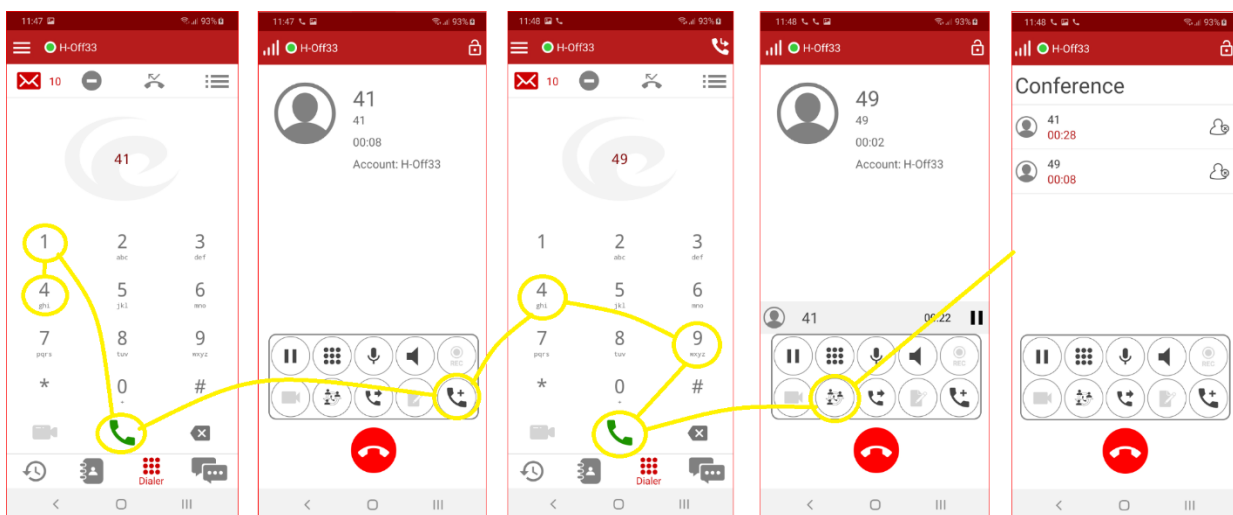 11:47 93%
H-Off33
10
41
1 2 3
abc def
4 5 6
ghi jkl mno
7 8 9
pqrs tuv wxyz
* 0 #
+
Dialer
11:47 93%
H-Off33
41
41
00:08
Account: H-Off33
REC
11:48 93%
H-Off33
10
49
1 2 3
abc def
4 5 6
ghi jkl mno
7 8 9
pqrs tuv wxyz
* 0 #
+
Dialer
11:48 93%
H-Off33
49
49
00:02
Account: H-Off33
41 00:22
REC
11:48 93%
H-Off33
Conference
41
00:28
49
00:08
REC